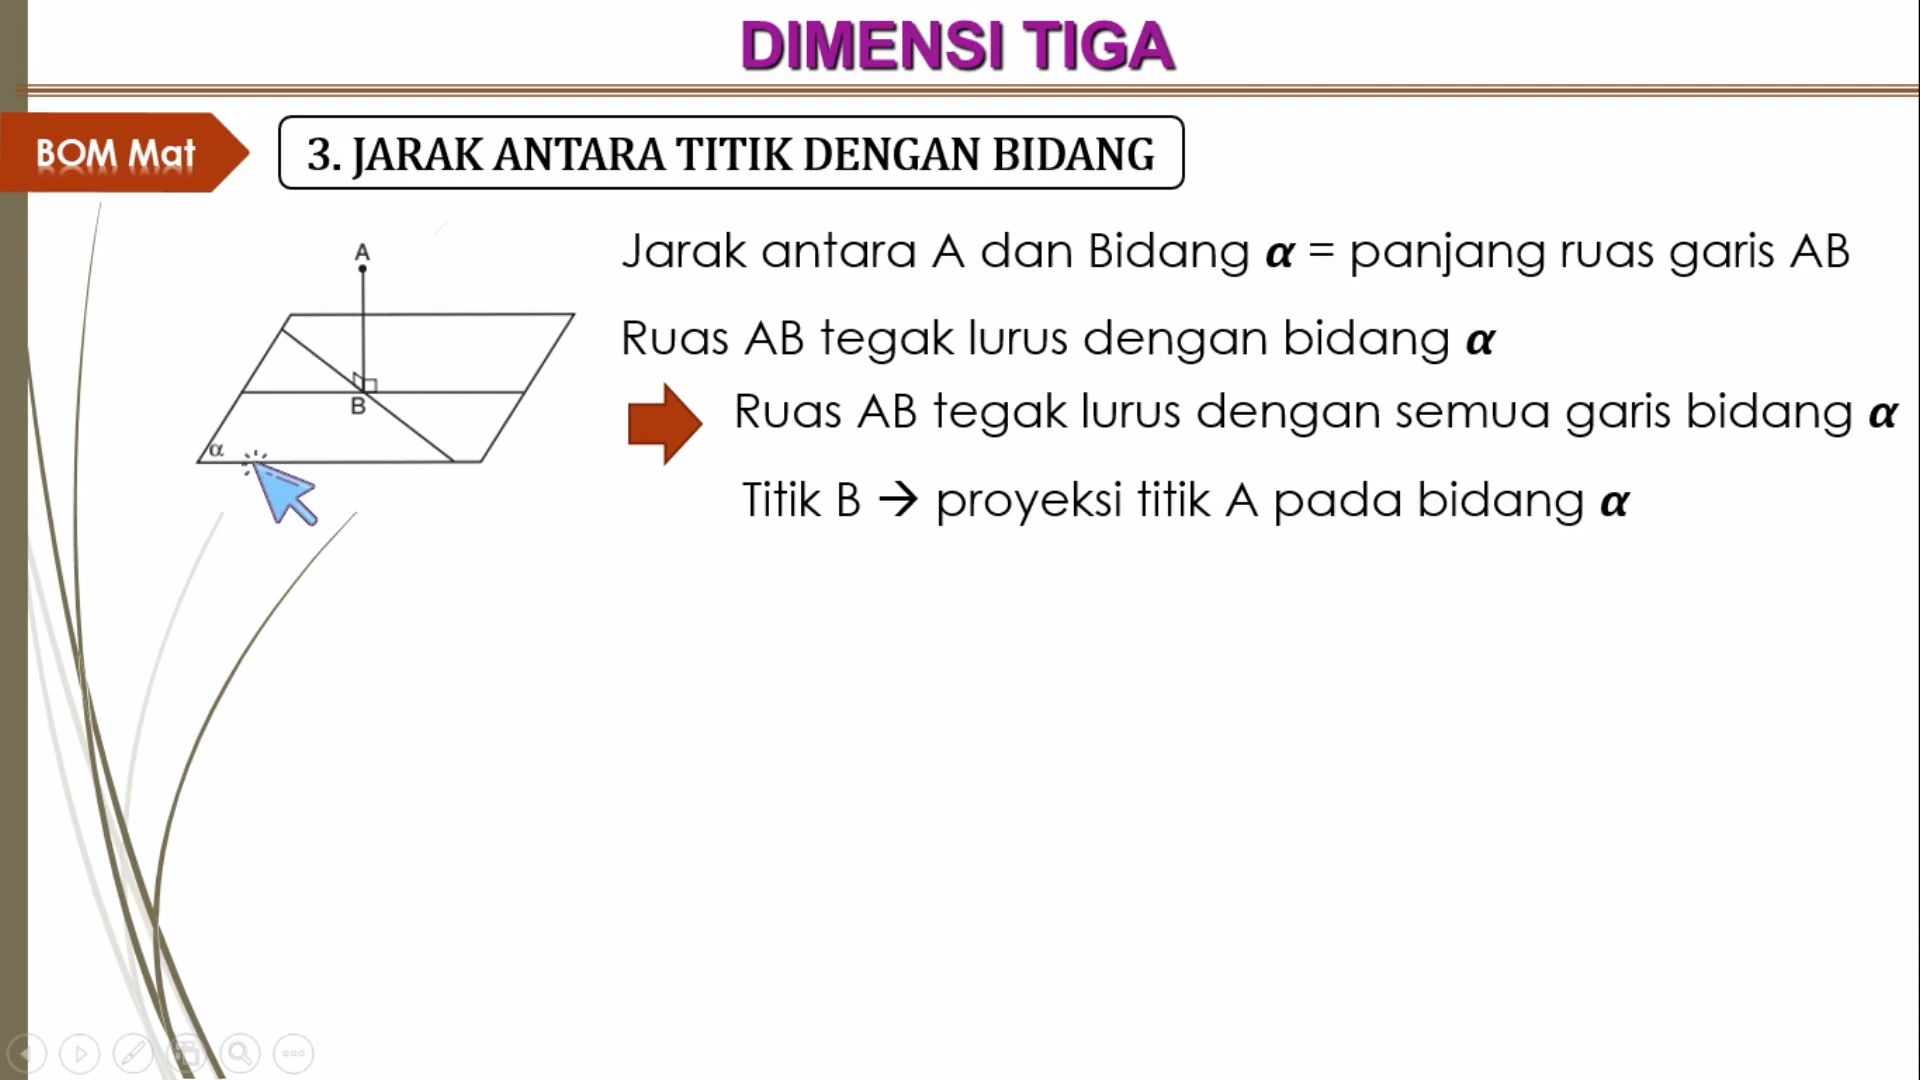 DIMENSI TIGA
BOM Mat
3. JARAK ANTARA TITIK DENGAN BIDANG
A
B
α
Jarak antara A dan Bidang α = panjang ruas garis AB
Ruas AB tegak lurus dengan bidang α
Ruas AB tegak lurus dengan semua garis bidang α
Titik B → proyeksi titik A pada bidang α